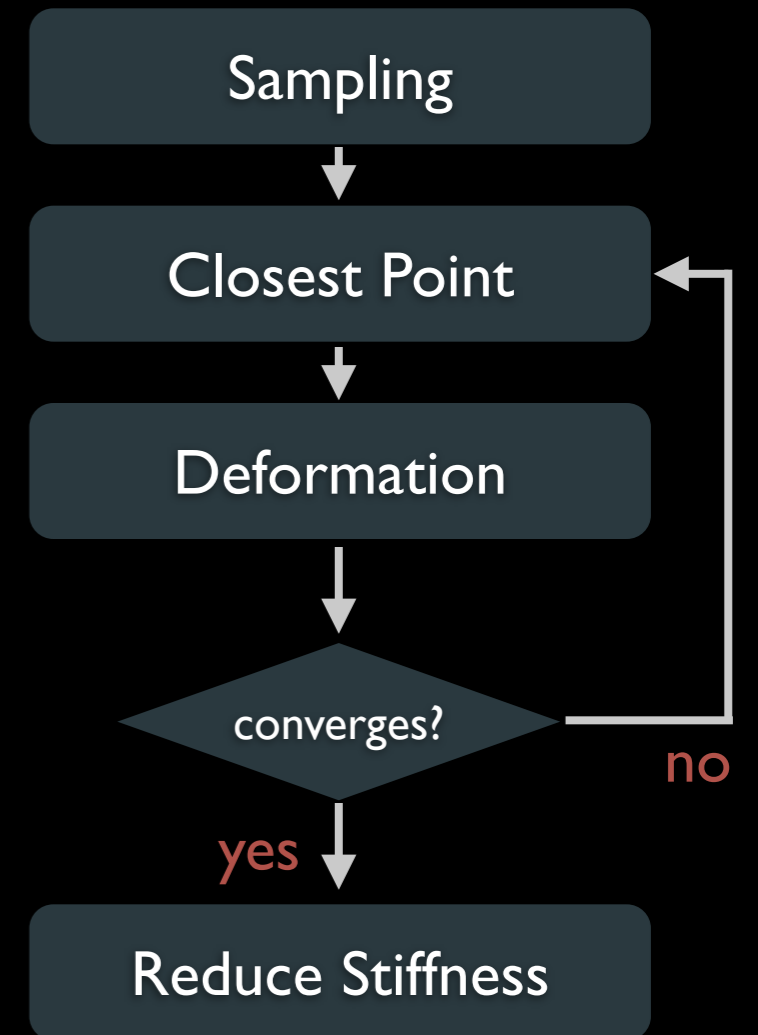 Sampling
Closest Point
Deformation
converges?
no
yes
Reduce Stiffness